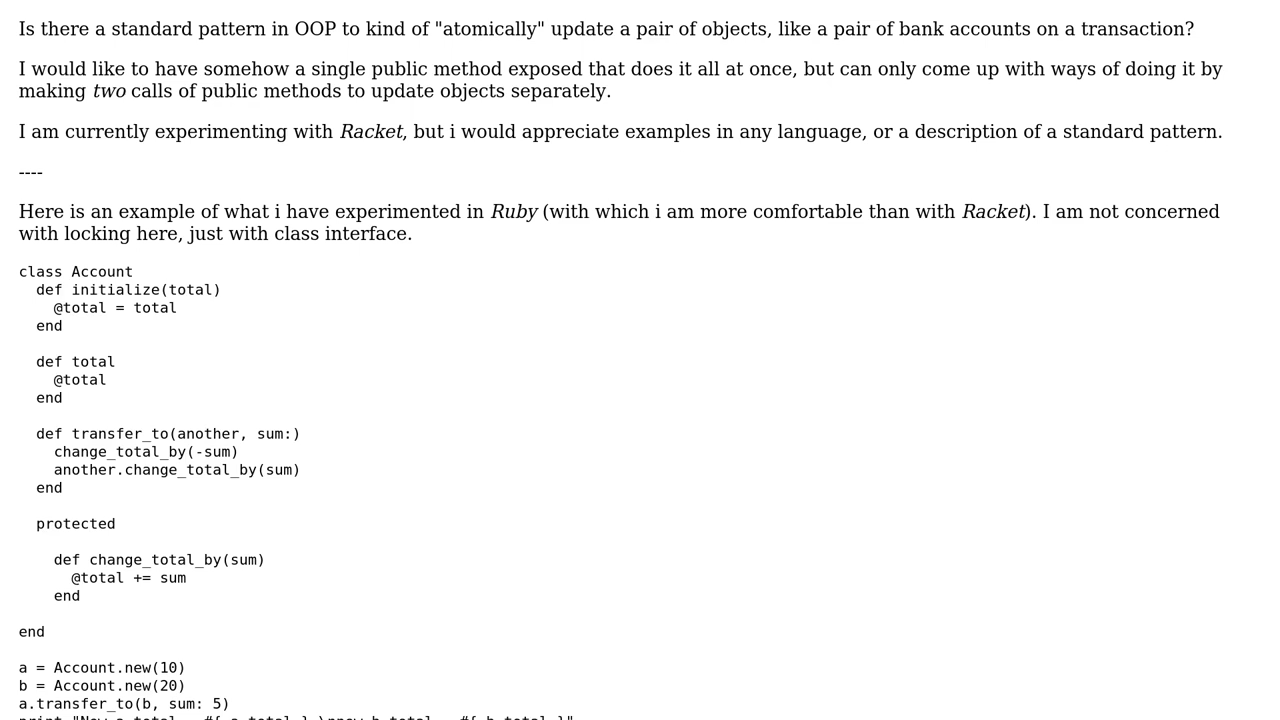 Is there a standard pattern in OOP to kind of "atomically" update a pair of objects, like a pair of bank accounts on a transaction?
I would like to have somehow a single public method exposed that does it all at once, but can only come up with ways of doing it by
making two calls of public methods to update objects separately.
I am currently experimenting with Racket, but i would appreciate examples in any language, or a description of a standard pattern.
----
Here is an example of what i have experimented in Ruby (with which i am more comfortable than with Racket). I am not concerned
with locking here, just with class interface.
class Account
  def initialize(total)
    @total = total
  end
  def total
    @total
  end
  def transfer_to(another, sum:)
    change_total_by(-sum)
    another.change_total_by(sum)
  end
  protected
    def change_total_by(sum)
      @total += sum
    end
end
a = Account.new(10)
b = Account.new(20)
a.transfer_to(b, sum: 5)